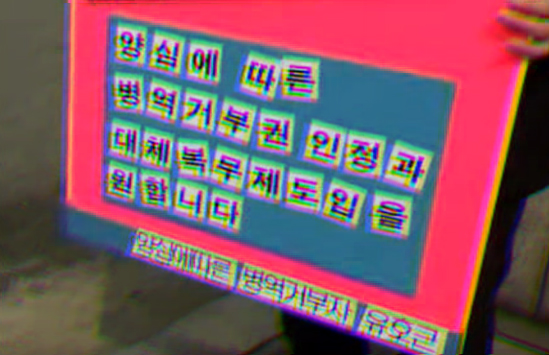 양심에 따른
병역거부권 인정과
대체복무제도입을
원합니다
양심에따른 병역거부자 유호근